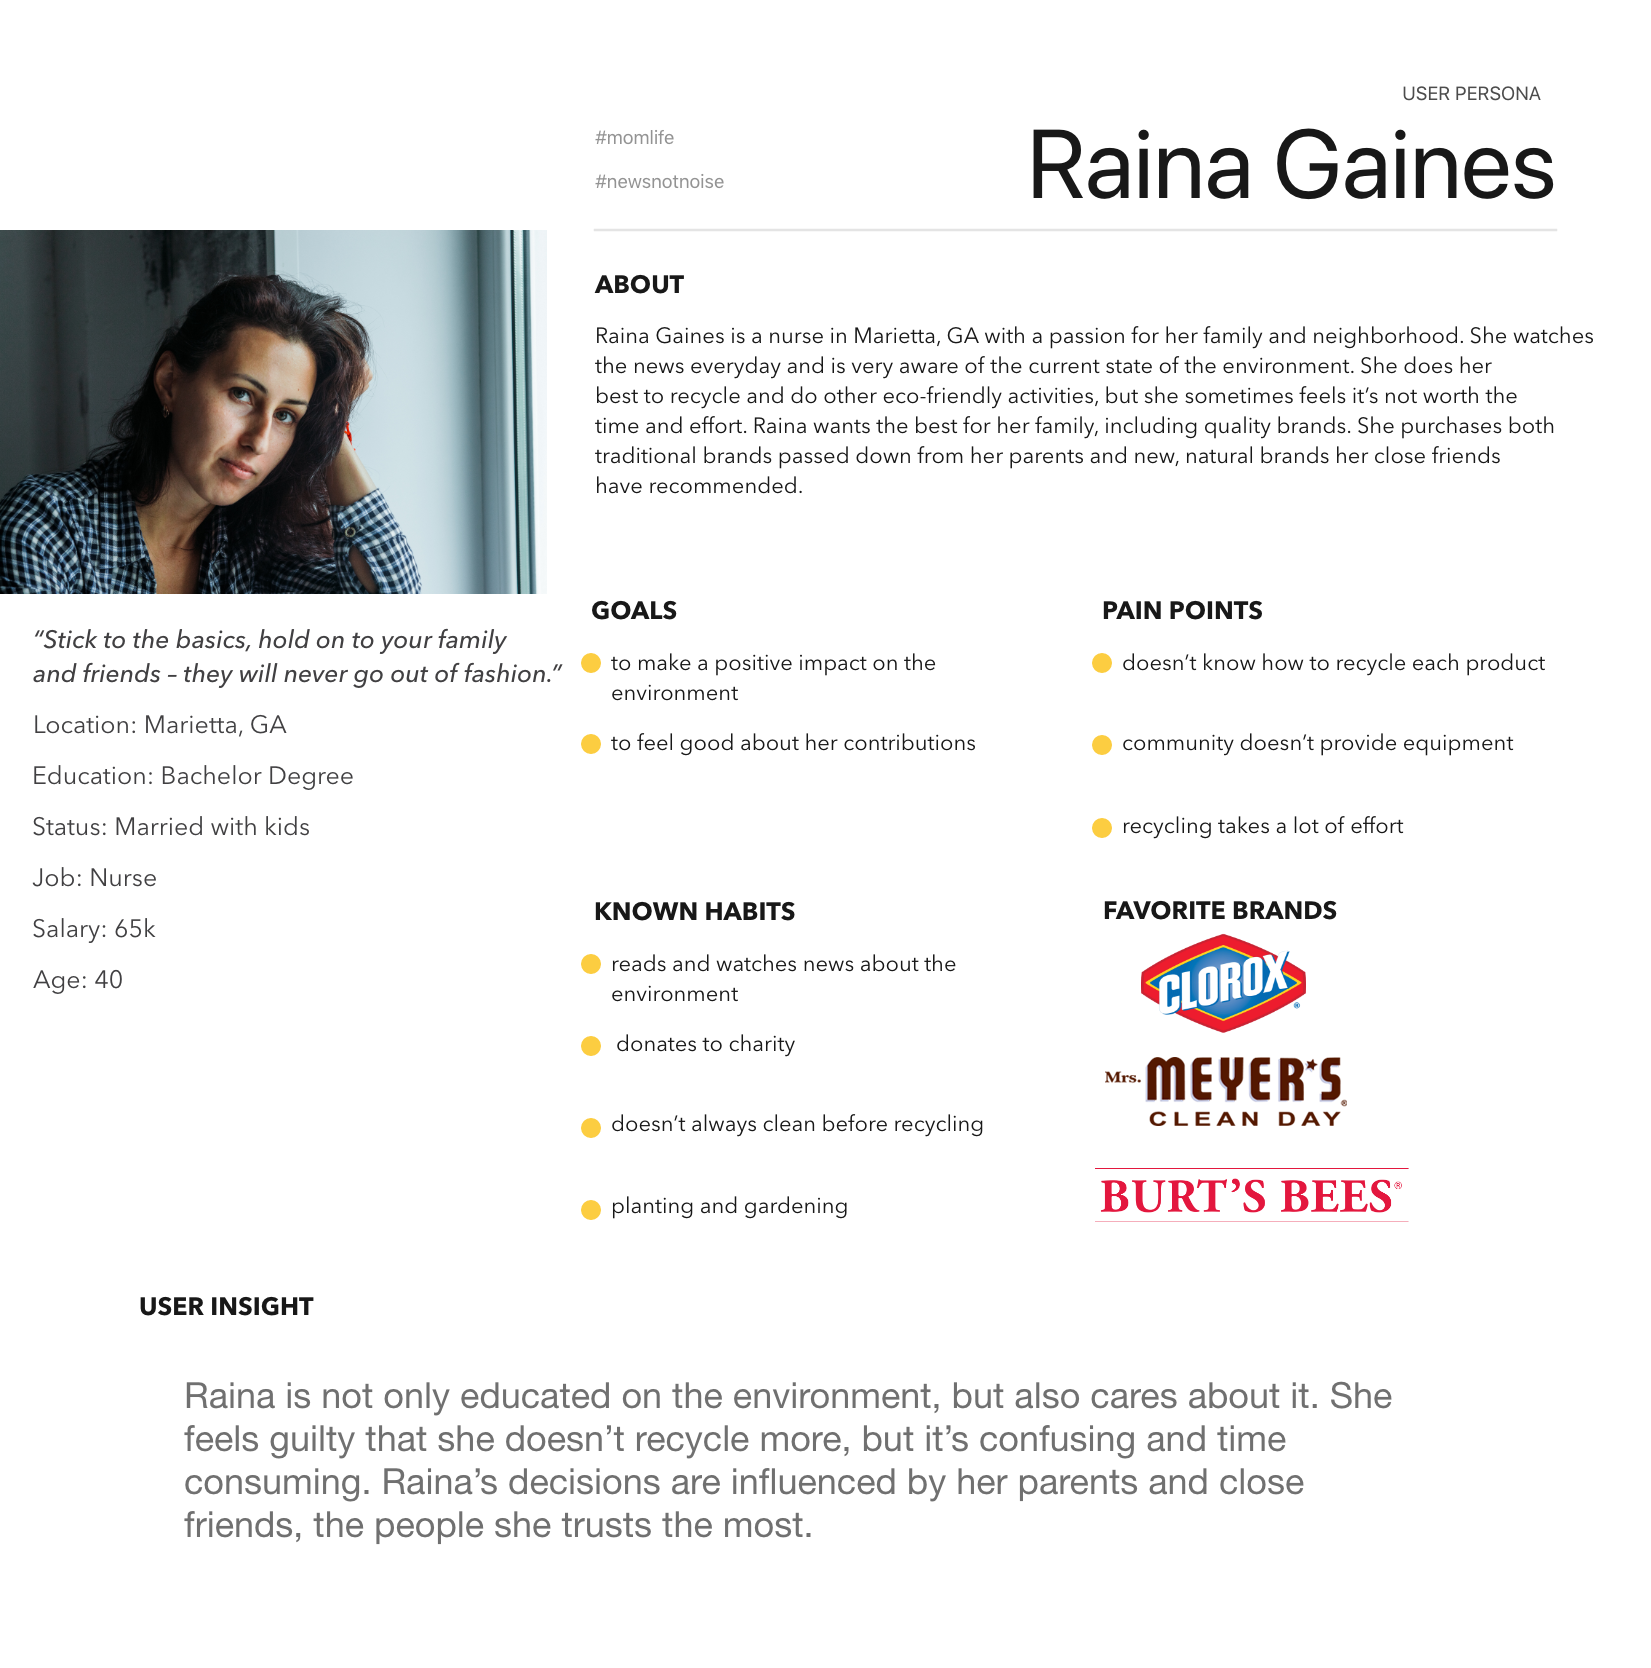 USER PERSONA
#momlife
Raina Gaines
#newsnotnoise
ABOUT
Raina Gaines is a nurse in Marietta, GA with a passion for her family and neighborhood. She watches
the news everyday and is very aware of the current state of the environment. She does her
best to recycle and do other eco-friendly activities, but she sometimes feels it’s not worth the
time and effort. Raina wants the best for her family, including quality brands. She purchases both
traditional brands passed down from her parents and new, natural brands her close friends
have recommended.
“Stick to the basics, hold on to your family
and friends – they will never go out of fashion.”
Location: Marietta, GA
Education: Bachelor Degree
Status: Married with kids
Job: Nurse
Salary: 65k
Age: 40
GOALS
to make a positive impact on the
environment
to feel good about her contributions
PAIN POINTS
doesn’t know how to recycle each product
community doesn’t provide equipment
recycling takes a lot of effort
KNOWN HABITS
reads and watches news about the
environment
donates to charity
doesn’t always clean before recycling
planting and gardening
FAVORITE BRANDS
CLOROX®
Mrs. MEYER'S®
CLEAN DAY
BURT’S BEES®
USER INSIGHT
Raina is not only educated on the environment, but also cares about it. She
feels guilty that she doesn’t recycle more, but it’s confusing and time
consuming. Raina’s decisions are influenced by her parents and close
friends, the people she trusts the most.